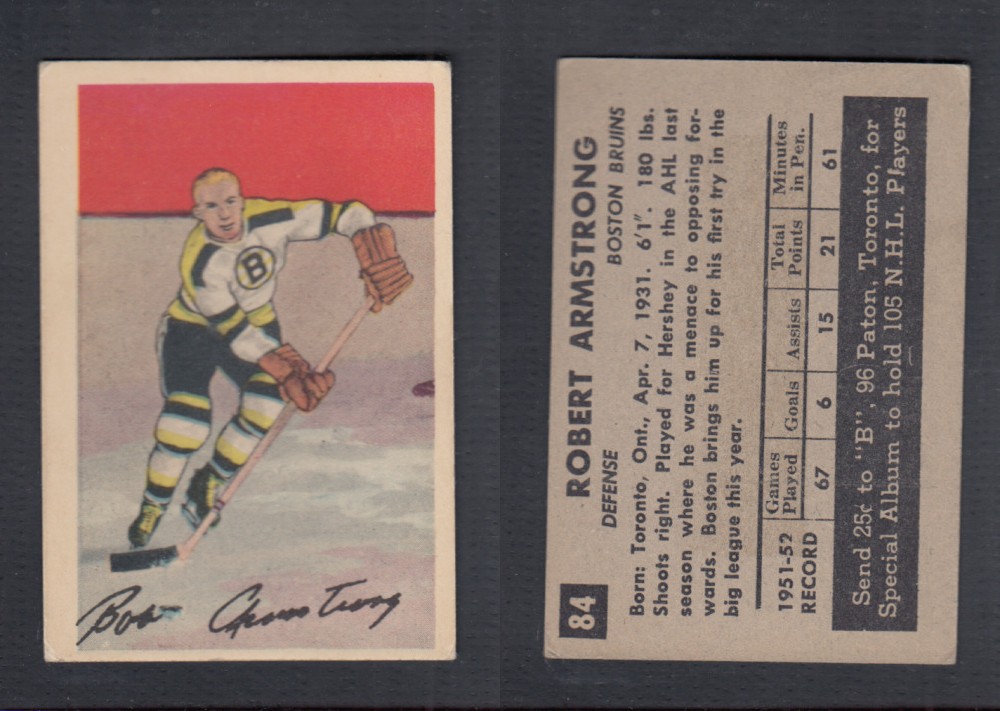 B
Bob Armstrong
84
ROBERT ARMSTRONG
DEFENSE BOSTON BRUINS
Born: Toronto, Ont., Apr. 7, 1931. 6'1". 180 lbs.
Shoots right. Played for Hershey in the AHL last
season where he was a menace to opposing for-
wards. Boston brings him up for his first try in the
big league this year.
1951-52 Games Goals Assists Total Minutes
RECORD Played Points in Pen.
67 6 15 21 61
Send 25¢ to "B", 96 Paton, Toronto, for
Special Album to hold 105 N.H.L. Players